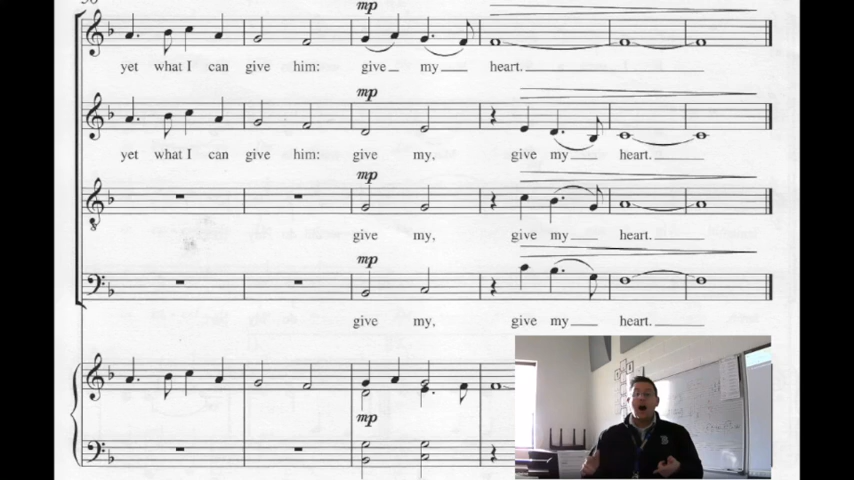 mp
yet what I can give him: give my heart.
mp
yet what I can give him: give my, give my heart.
mp
give my, give my heart.
mp
give my, give my heart.
mp